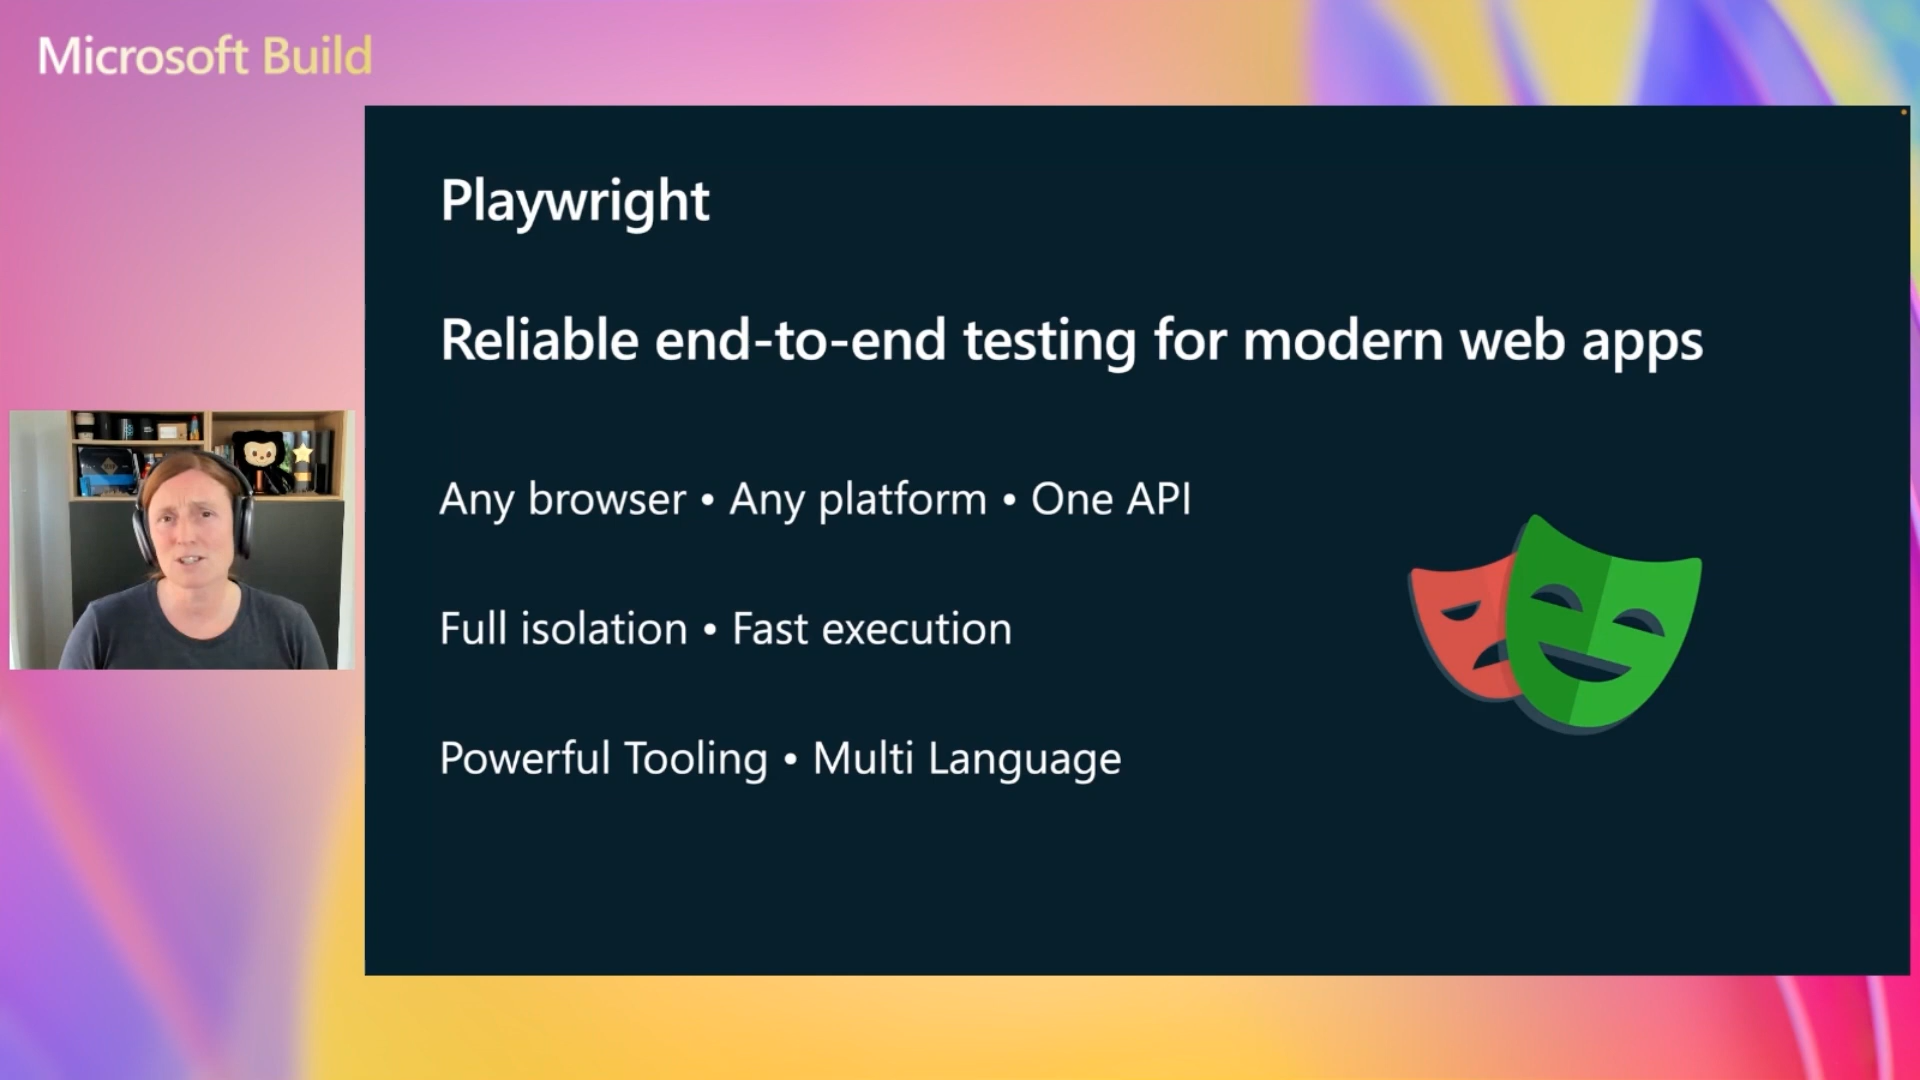 Microsoft Build
Playwright
Reliable end-to-end testing for modern web apps
Any browser • Any platform • One API
Full isolation • Fast execution
Powerful Tooling • Multi Language